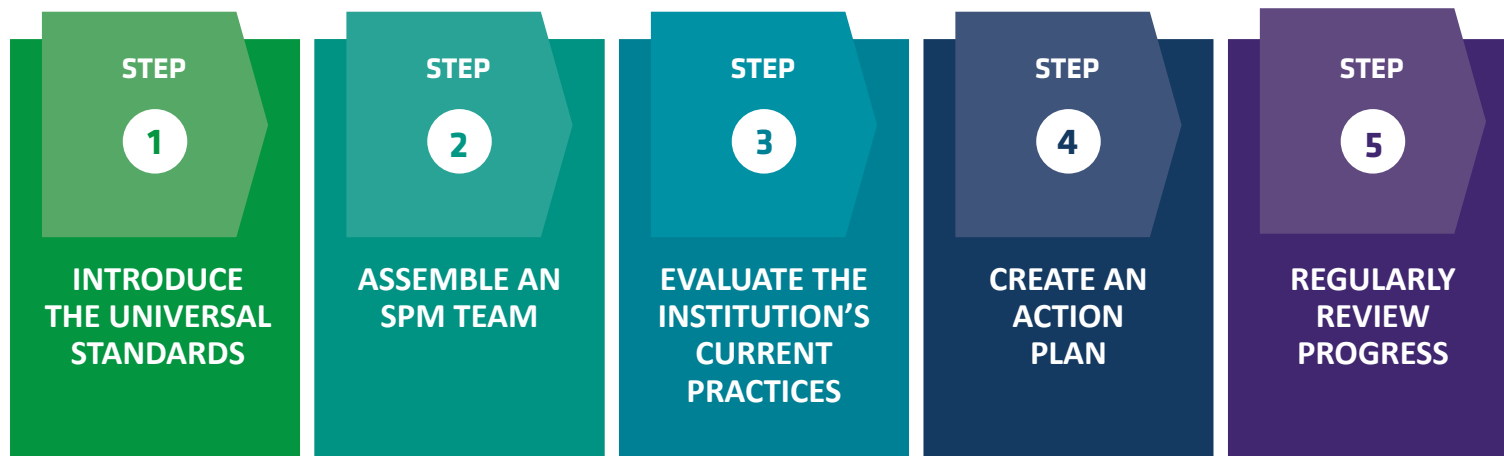 STEP
1
INTRODUCE
THE UNIVERSAL
STANDARDS
STEP
2
ASSEMBLE AN
SPM TEAM
STEP
3
EVALUATE THE
INSTITUTION’S
CURRENT
PRACTICES
STEP
4
CREATE AN
ACTION
PLAN
STEP
5
REGULARLY
REVIEW
PROGRESS